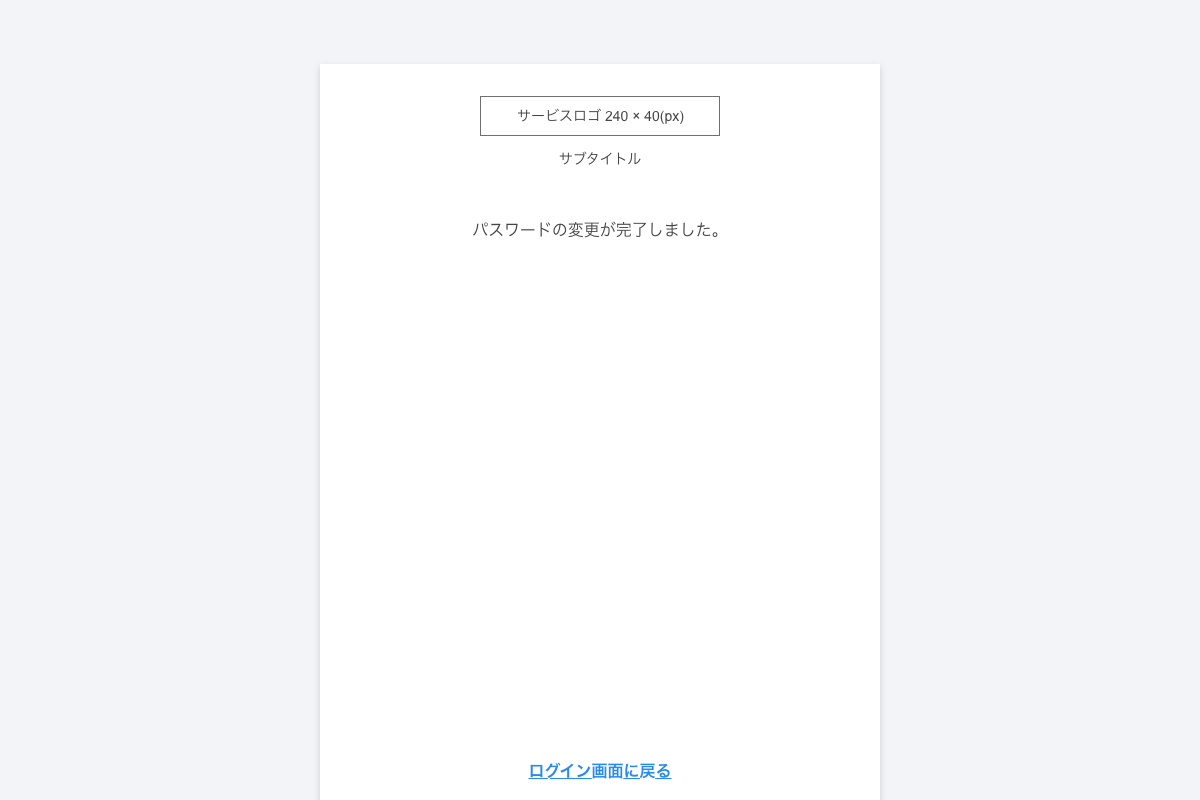 サービスロゴ 240 × 40(px)
サブタイトル
パスワードの変更が完了しました。
ログイン画面に戻る